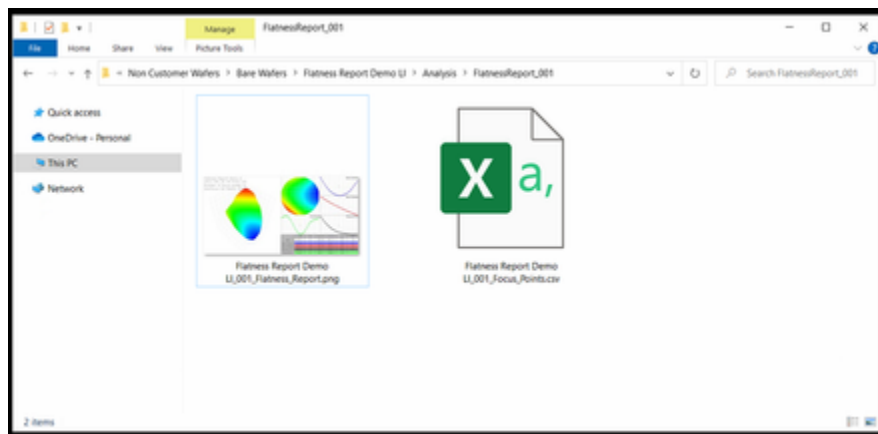 Manage
FlatnessReport_001
File
Home
Share
View
Picture Tools
Non Customer Wafers > Bare Wafers > Flatness Report Demo LI > Analysis > FlatnessReport_001
Search FlatnessReport_001
Quick access
OneDrive - Personal
This PC
Network
X a,
Flatness Report Demo
LI_001_Flatness_Report.png
Flatness Report Demo
LI_001_Focus_Points.csv
2 items